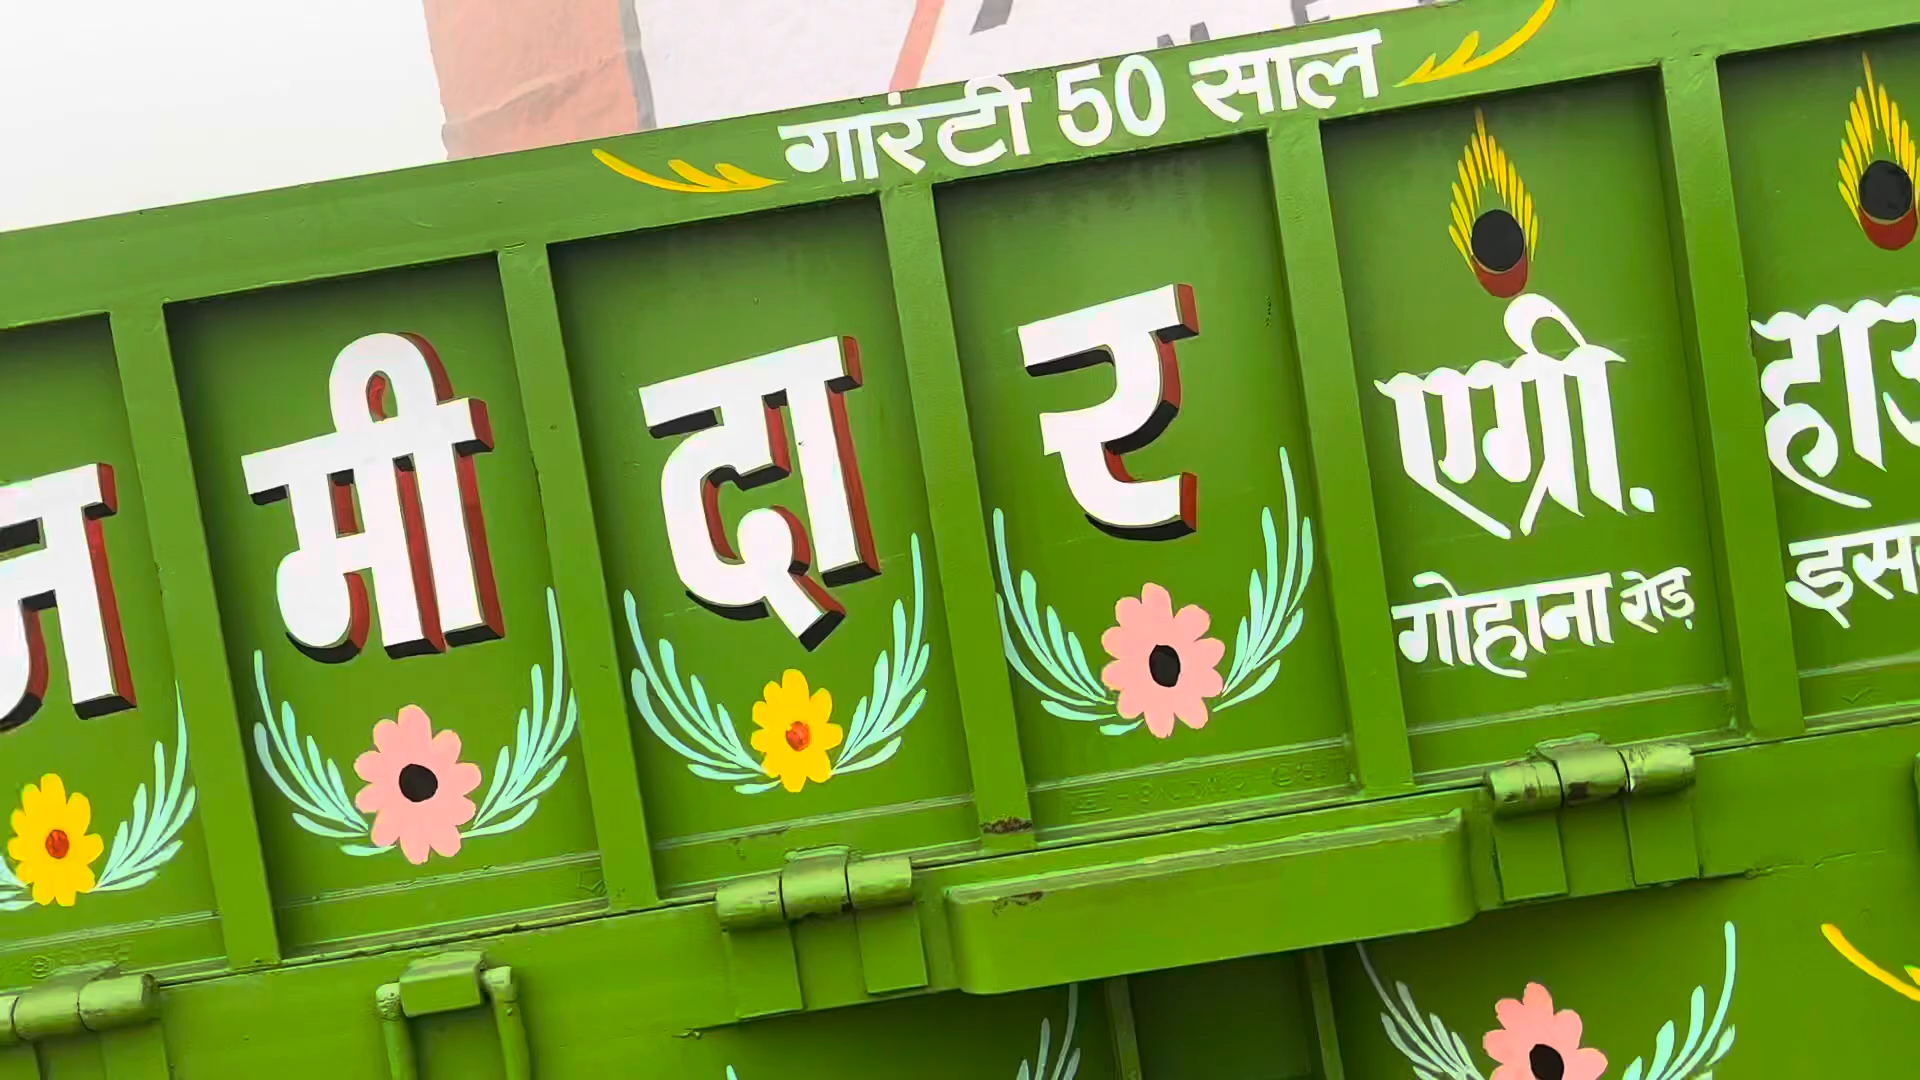 गारंटी 50 साल
मीदार
एग्री.
गोहाना रोड़